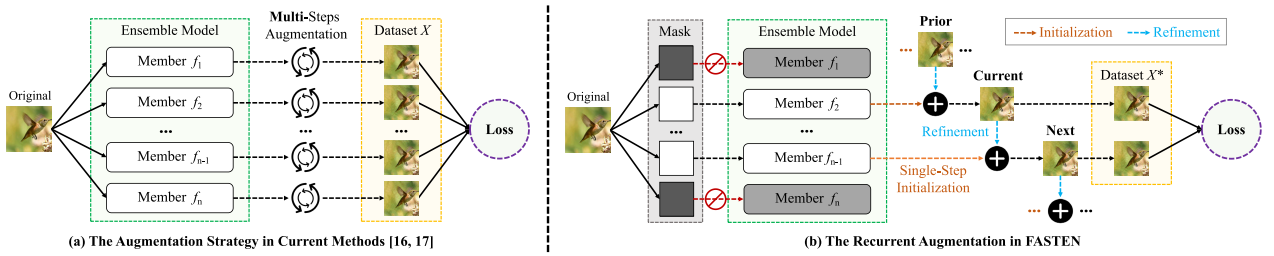 Original
Ensemble Model
Member f1
Member f2
...
Member fn-1
Member fn
Multi-Steps
Augmentation
...
Dataset X
...
Loss
(a) The Augmentation Strategy in Current Methods [16, 17]
Original
Mask
...
Ensemble Model
Member f1
Member f2
...
Member fn-1
Member fn
Prior
... ...
Initialization
Refinement
Current
Refinement
Next
Single-Step
Initialization
... ...
Dataset X*
Loss
(b) The Recurrent Augmentation in FASTEN